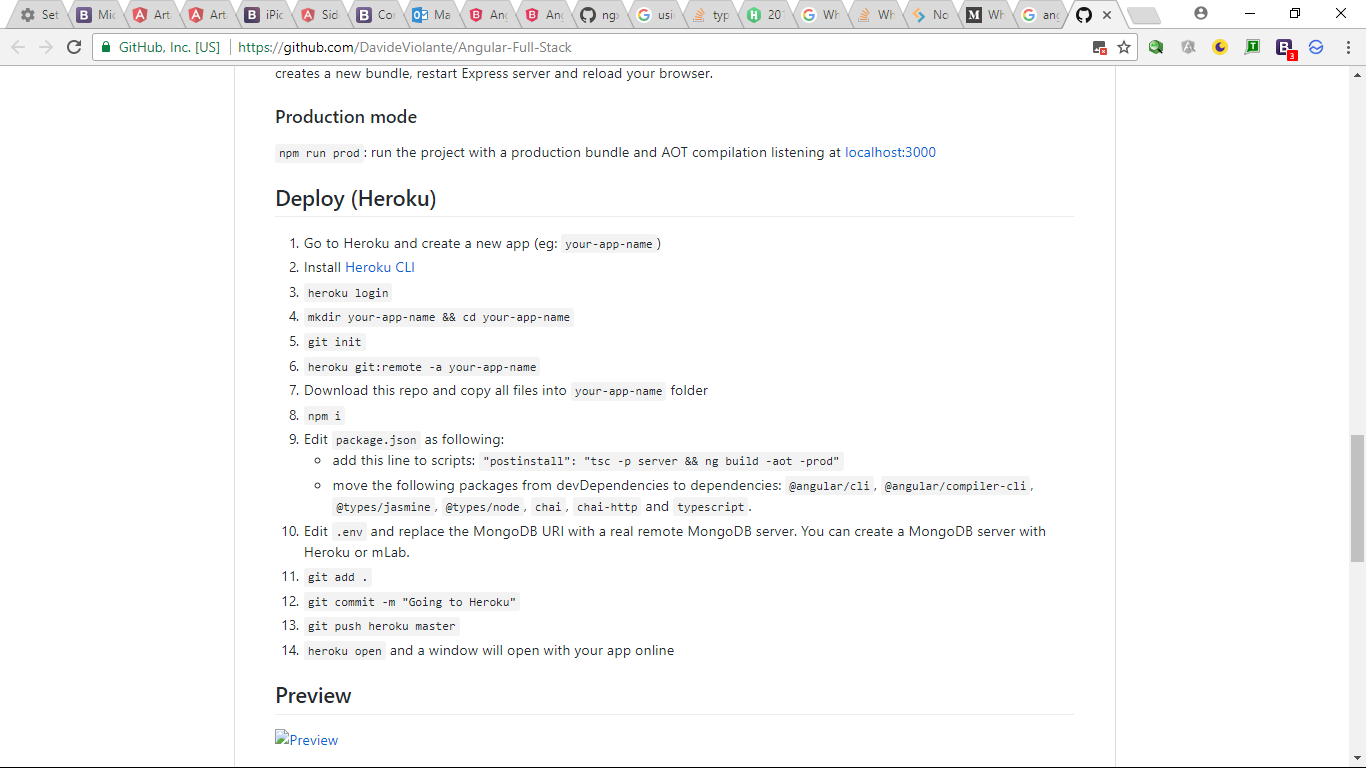 Set
Mic
Art
Art
iPic
Sid
Co
Ma
An
An
ng
usi
typ
20
Wh
Wh
No
Wh
ang
GitHub, Inc. [US]
https://github.com/DavideViolante/Angular-Full-Stack
3
creates a new bundle, restart Express server and reload your browser.
Production mode
npm run prod: run the project with a production bundle and AOT compilation listening at localhost:3000
Deploy (Heroku)
1. Go to Heroku and create a new app (eg: your-app-name)
2. Install Heroku CLI
3. heroku login
4. mkdir your-app-name && cd your-app-name
5. git init
6. heroku git:remote -a your-app-name
7. Download this repo and copy all files into your-app-name folder
8. npm i
9. Edit package.json as following:
add this line to scripts: "postinstall": "tsc -p server && ng build -aot -prod"
move the following packages from devDependencies to dependencies: @angular/cli, @angular/compiler-cli,
@types/jasmine, @types/node, chai, chai-http and typescript.
10. Edit .env and replace the MongoDB URI with a real remote MongoDB server. You can create a MongoDB server with
Heroku or mLab.
11. git add .
12. git commit -m "Going to Heroku"
13. git push heroku master
14. heroku open and a window will open with your app online
Preview
Preview